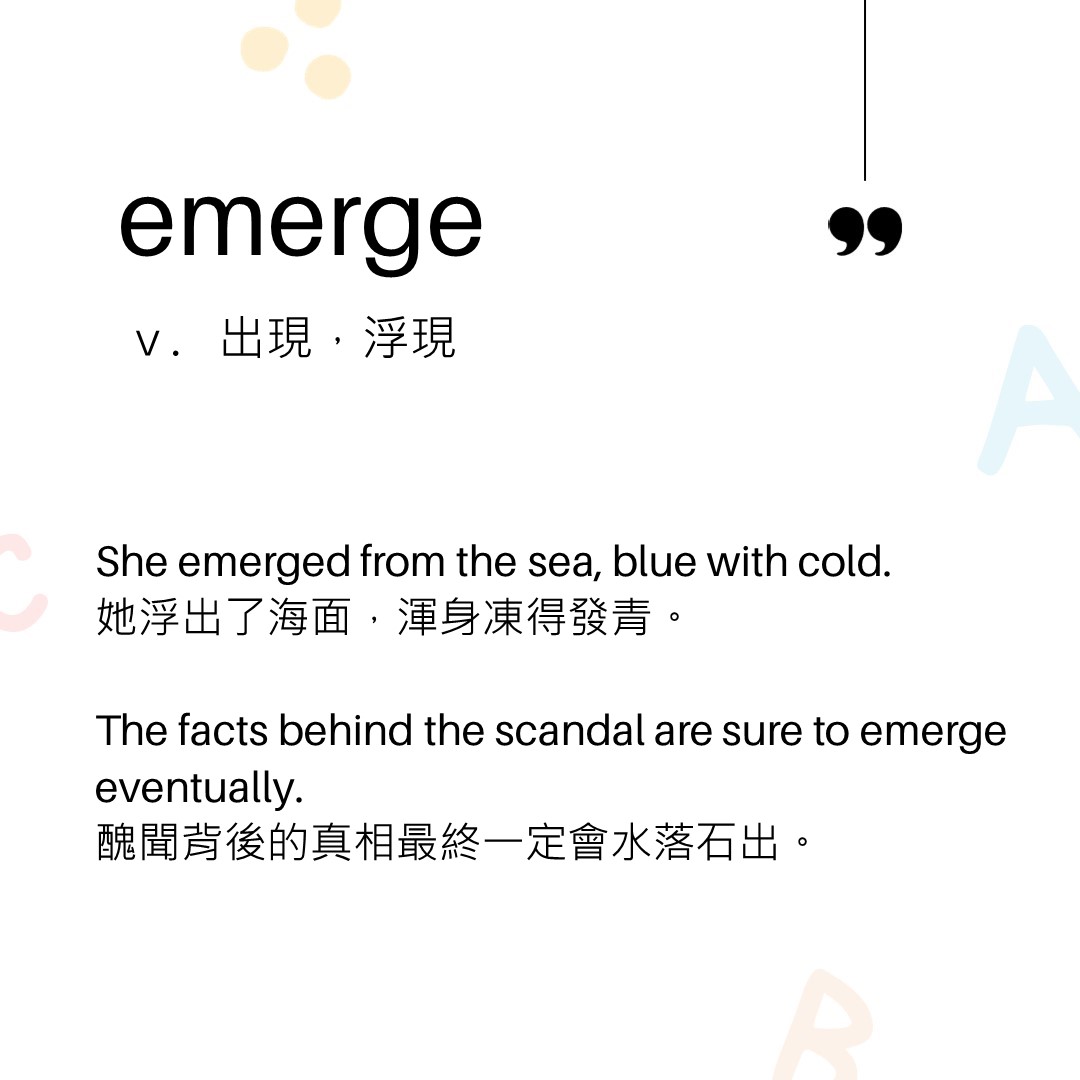 emerge
v. 出現，浮現
She emerged from the sea, blue with cold.
她浮出了海面，渾身凍得發青。
The facts behind the scandal are sure to emerge
eventually.
醜聞背後的真相最終一定會水落石出。
”
A
C
B